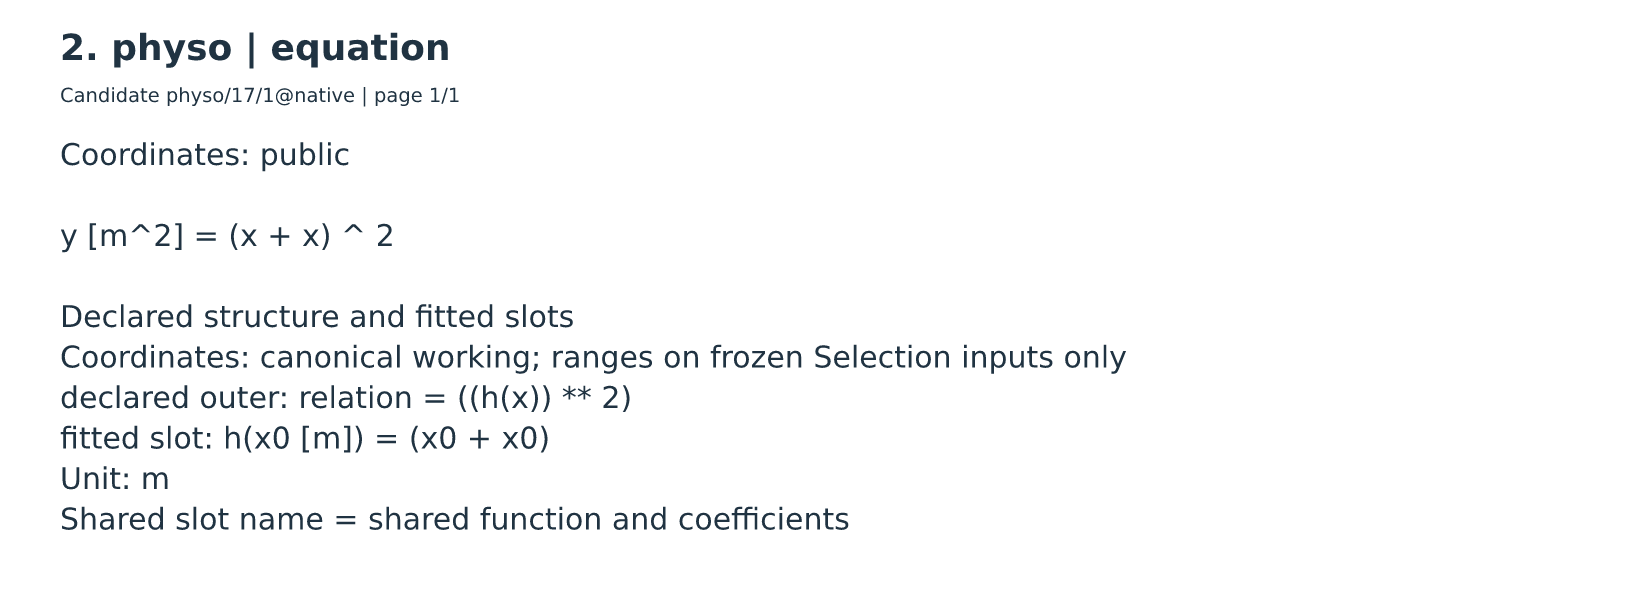 2. physo | equation
Candidate physo/17/1@native | page 1/1
Coordinates: public
y [m^2] = (x + x) ^ 2
Declared structure and fitted slots
Coordinates: canonical working; ranges on frozen Selection inputs only
declared outer: relation = ((h(x)) ** 2)
fitted slot: h(x0 [m]) = (x0 + x0)
Unit: m
Shared slot name = shared function and coefficients